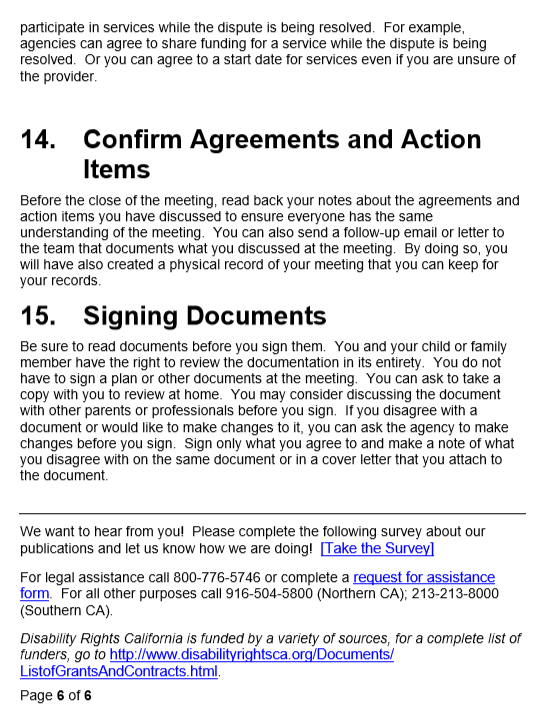 participate in services while the dispute is being resolved.  For example,
agencies can agree to share funding for a service while the dispute is being
resolved.  Or you can agree to a start date for services even if you are unsure of
the provider.
14. Confirm Agreements and Action
Items
Before the close of the meeting, read back your notes about the agreements and
action items you have discussed to ensure everyone has the same
understanding of the meeting.  You can also send a follow-up email or letter to
the team that documents what you discussed at the meeting.  By doing so, you
will have also created a physical record of your meeting that you can keep for
your records.
15. Signing Documents
Be sure to read documents before you sign them.  You and your child or family
member have the right to review the documentation in its entirety.  You do not
have to sign a plan or other documents at the meeting.  You can ask to take a
copy with you to review at home.  You may consider discussing the document
with other parents or professionals before you sign.  If you disagree with a
document or would like to make changes to it, you can ask the agency to make
changes before you sign.  Sign only what you agree to and make a note of what
you disagree with on the same document or in a cover letter that you attach to
the document.
We want to hear from you!  Please complete the following survey about our
publications and let us know how we are doing!  [Take the Survey]
For legal assistance call 800-776-5746 or complete a request for assistance
form.  For all other purposes call 916-504-5800 (Northern CA); 213-213-8000
(Southern CA).
Disability Rights California is funded by a variety of sources, for a complete list of
funders, go to http://www.disabilityrightsca.org/Documents/
ListofGrantsAndContracts.html.
Page 6 of 6